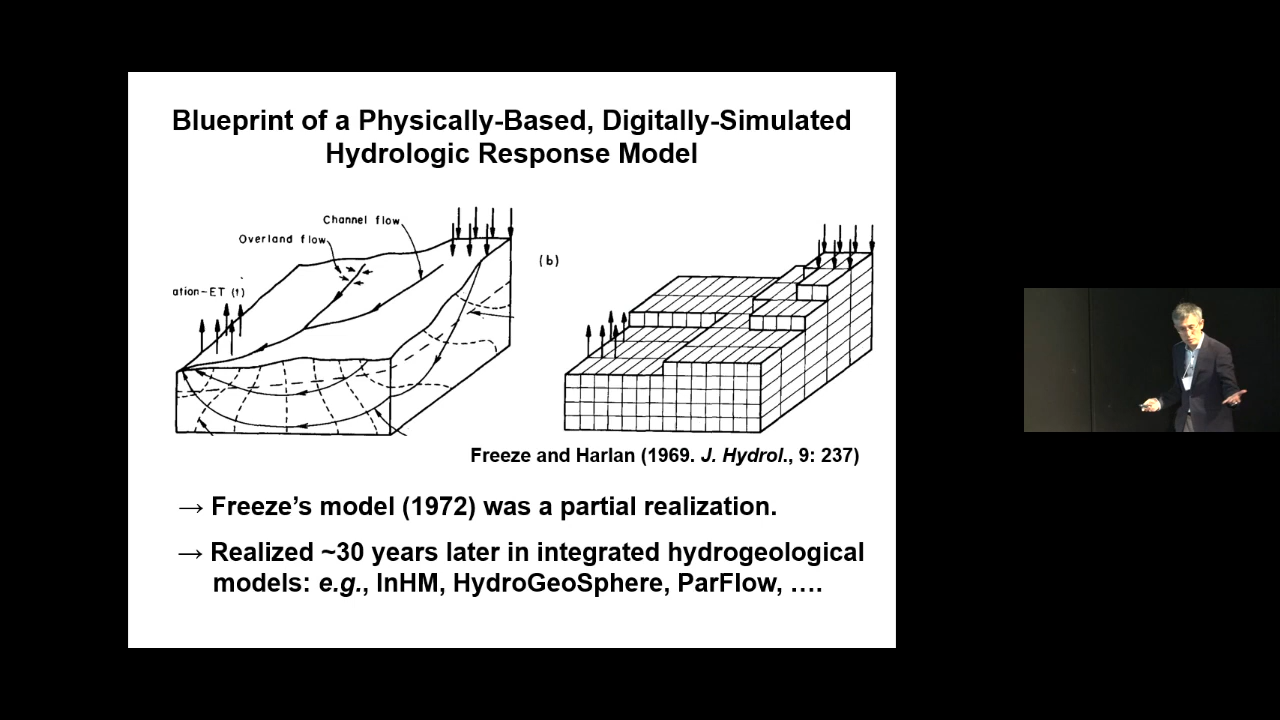 Blueprint of a Physically-Based, Digitally-Simulated
Hydrologic Response Model
Channel flow
Overland flow
(b)
ation-ET (1)
Freeze and Harlan (1969. J. Hydrol., 9: 237)
→ Freeze’s model (1972) was a partial realization.
→ Realized ~30 years later in integrated hydrogeological
models: e.g., InHM, HydroGeoSphere, ParFlow, ….